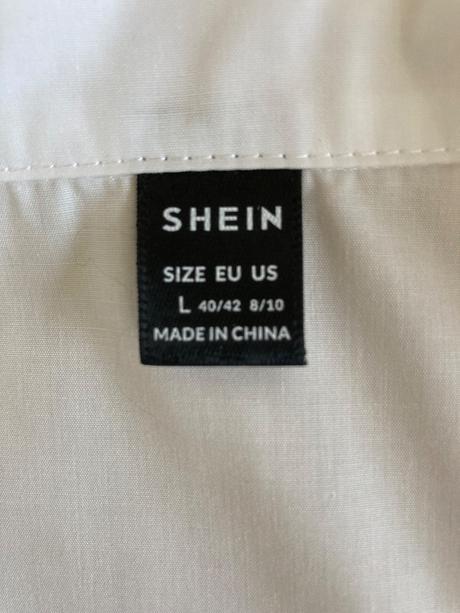 SHEIN
SIZE EU US
L 40/42 8/10
MADE IN CHINA